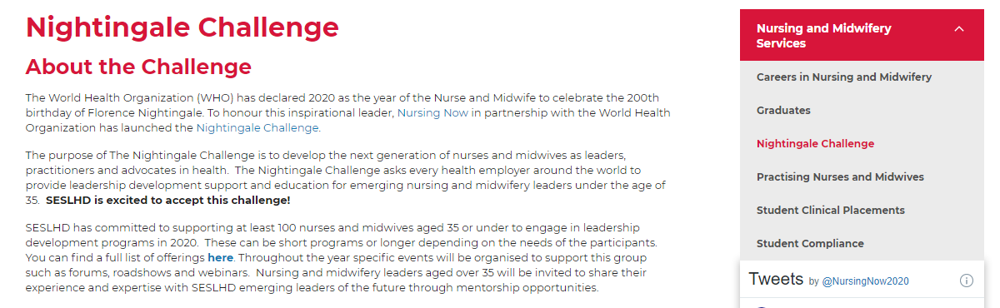 Nightingale Challenge
About the Challenge
The World Health Organization (WHO) has declared 2020 as the year of the Nurse and Midwife to celebrate the 200th
birthday of Florence Nightingale. To honour this inspirational leader, Nursing Now in partnership with the World Health
Organization has launched the Nightingale Challenge.
The purpose of The Nightingale Challenge is to develop the next generation of nurses and midwives as leaders,
practitioners and advocates in health.  The Nightingale Challenge asks every health employer around the world to
provide leadership development support and education for emerging nursing and midwifery leaders under the age of
35.  SESLHD is excited to accept this challenge!
SESLHD has committed to supporting at least 100 nurses and midwives aged 35 or under to engage in leadership
development programs in 2020.  These can be short programs or longer depending on the needs of the participants.
You can find a full list of offerings here. Throughout the year specific events will be organised to support this group
such as forums, roadshows and webinars.  Nursing and midwifery leaders aged over 35 will be invited to share their
experience and expertise with SESLHD emerging leaders of the future through mentorship opportunities.
Nursing and Midwifery
Services
Careers in Nursing and Midwifery
Graduates
Nightingale Challenge
Practising Nurses and Midwives
Student Clinical Placements
Student Compliance
Tweets by @NursingNow2020